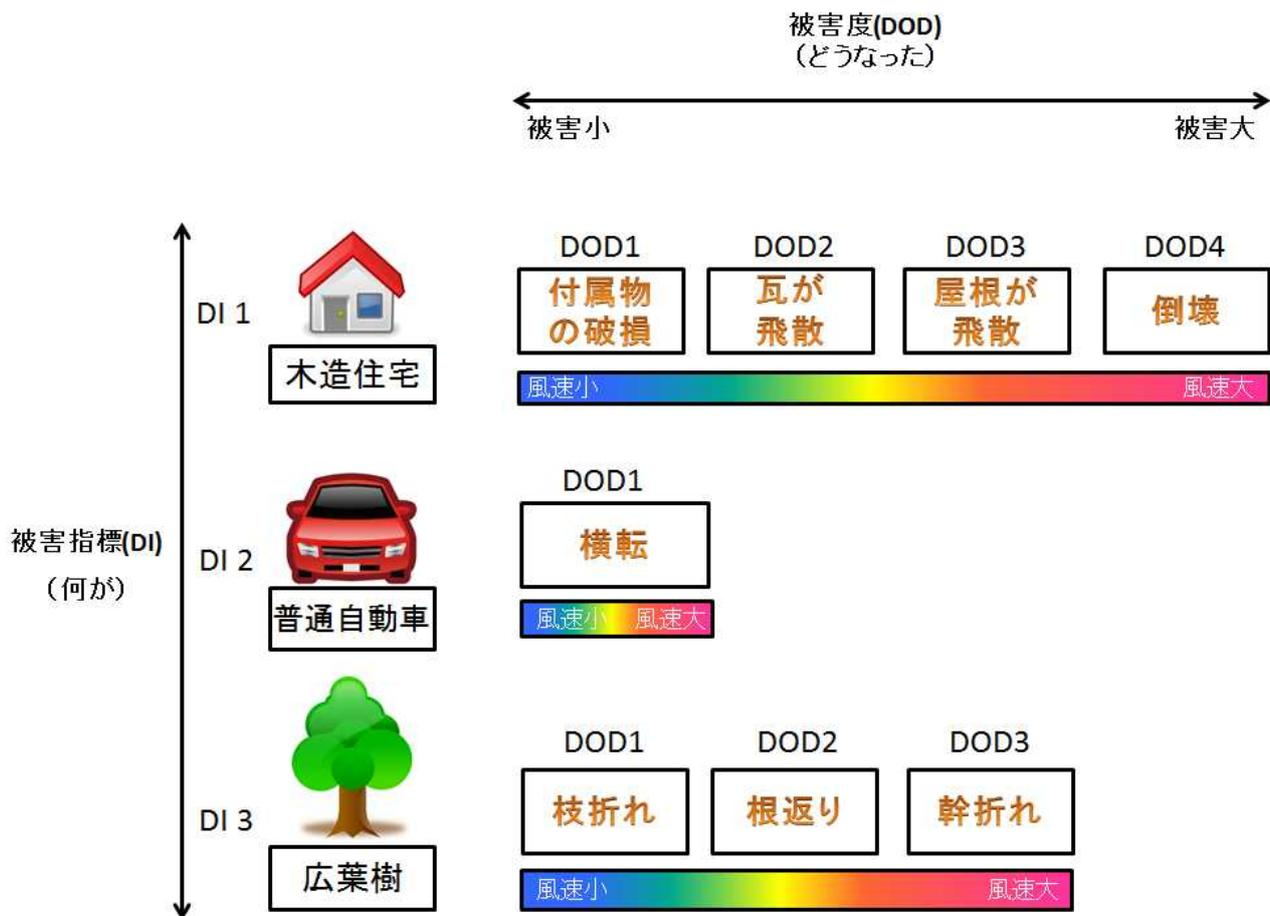 被害度(DOD)
（どうなった）
被害小
被害大
DOD1
DOD2
DOD3
DOD4
付属物
の破損
瓦が
飛散
屋根が
飛散
倒壊
DI 1
木造住宅
風速小
風速大
DOD1
横転
被害指標(DI)
（何が）
DI 2
普通自動車
風速小
風速大
DOD1
DOD2
DOD3
枝折れ
根返り
幹折れ
DI 3
広葉樹
風速小
風速大